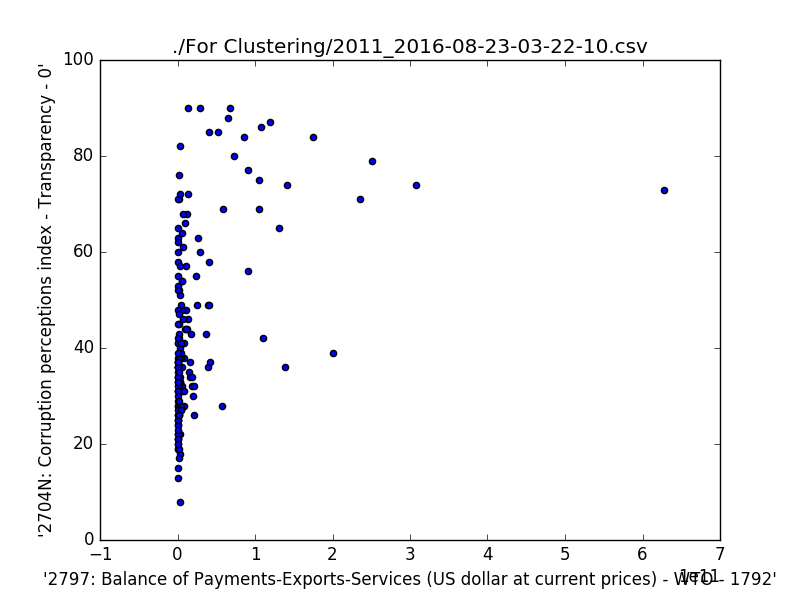 ./For Clustering/2011_2016-08-23-03-22-10.csv
'2704N: Corruption perceptions index - Transparency - 0'
100
80
60
40
20
0
−1 0 1 2 3 4 5 6 7
1e11
'2797: Balance of Payments-Exports-Services (US dollar at current prices) - WTO - 1792'